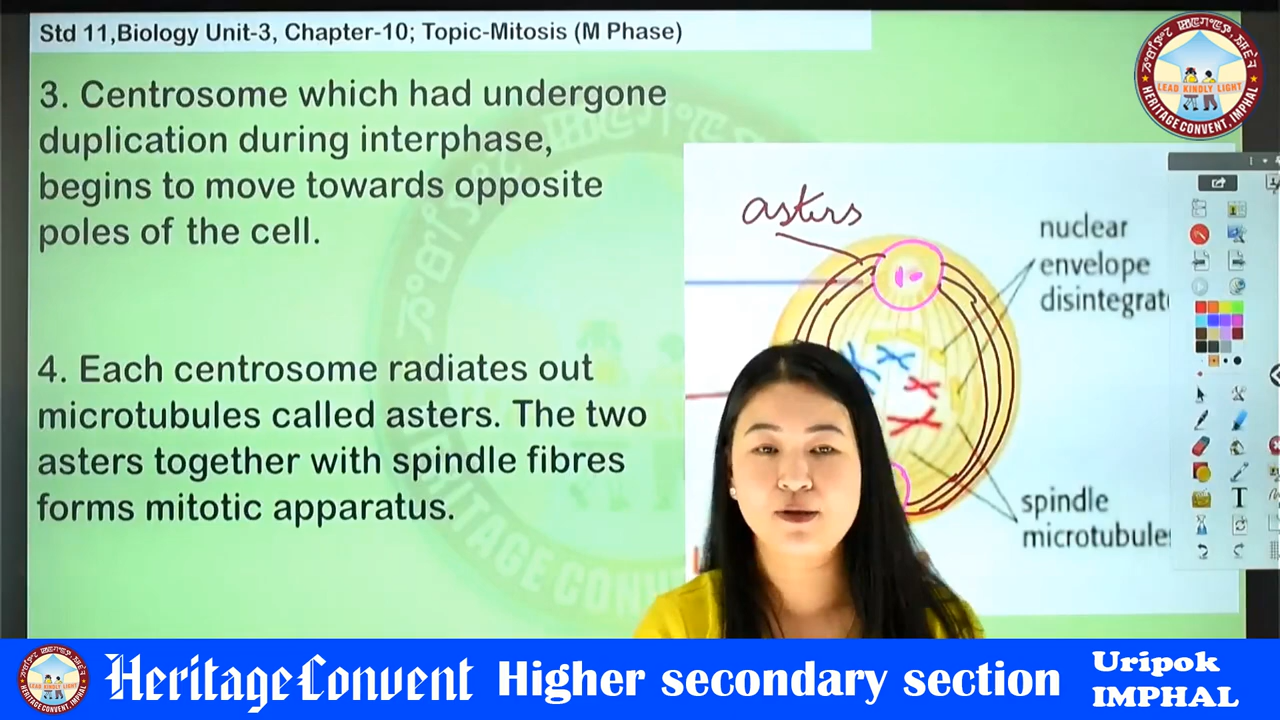 Std 11,Biology Unit-3, Chapter-10; Topic-Mitosis (M Phase)
3. Centrosome which had undergone
duplication during interphase,
begins to move towards opposite
poles of the cell.
4. Each centrosome radiates out
microtubules called asters. The two
asters together with spindle fibres
forms mitotic apparatus.
asters
nuclear
envelope
disintegrat
spindle
microtubule
LEAD KINDLY LIGHT
HERITAGE CONVENT, IMPHAL
Heritage Convent Higher secondary section
Uripok
IMPHAL